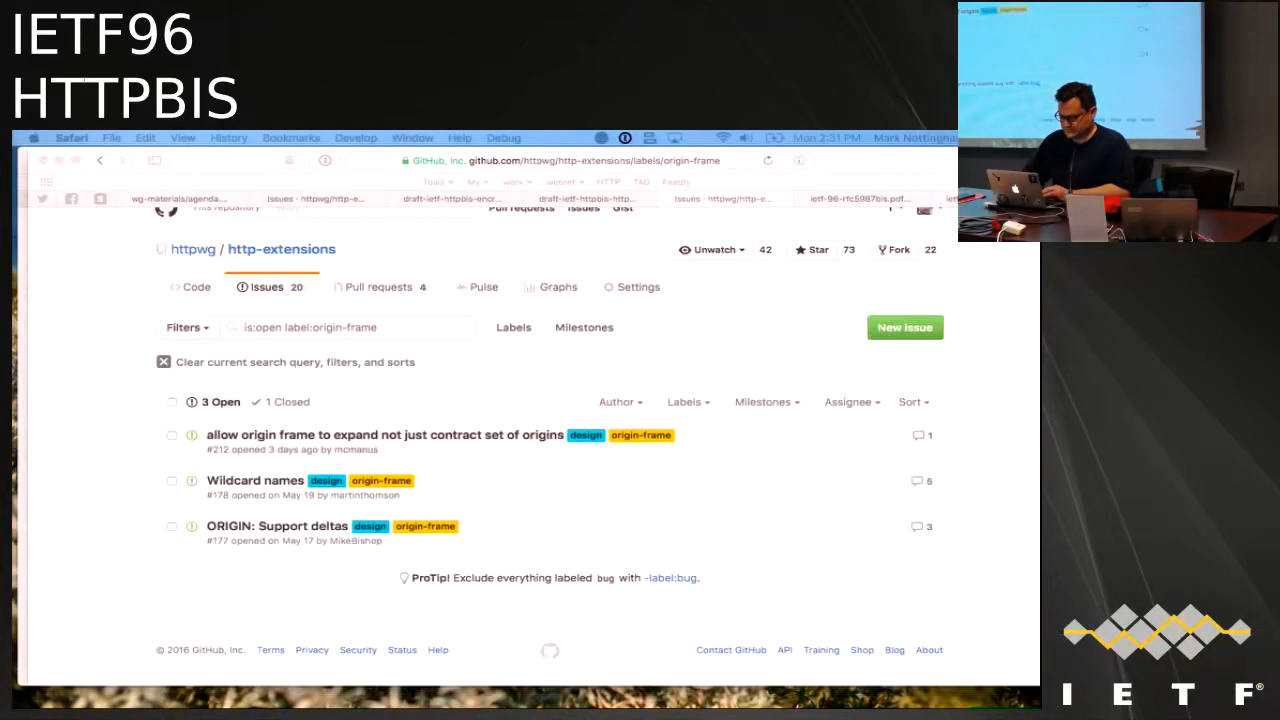 IETF96
HTTPBIS
Safari File Edit View History Bookmarks Develop Window Help Debug Mon 2:31 PM Mark Nottingha
GitHub, Inc. github.com/httpwg/http-extensions/labels/origin-frame
Tools My work webref HTTP TAG Feedly
wg-materials/agenda.... Issues · httpwg/http-e... draft-ietf-httpbis-encr... draft-ietf-httpbis-http... Issues · httpwg/http-e... ietf-96-rfc5987bis.pdf... iet
This repository Pull requests Issues Gist
httpwg / http-extensions Unwatch 42 Star 73 Fork 22
Code Issues 20 Pull requests 4 Pulse Graphs Settings
Filters is:open label:origin-frame Labels Milestones New issue
Clear current search query, filters, and sorts
3 Open 1 Closed Author Labels Milestones Assignee Sort
allow origin frame to expand not just contract set of origins design origin-frame 1
#212 opened 3 days ago by mcmanus
Wildcard names design origin-frame 5
#178 opened on May 19 by martinthomson
ORIGIN: Support deltas design origin-frame 3
#177 opened on May 17 by MikeBishop
ProTip! Exclude everything labeled bug with -label:bug.
© 2016 GitHub, Inc. Terms Privacy Security Status Help Contact GitHub API Training Shop Blog About
I E T F®